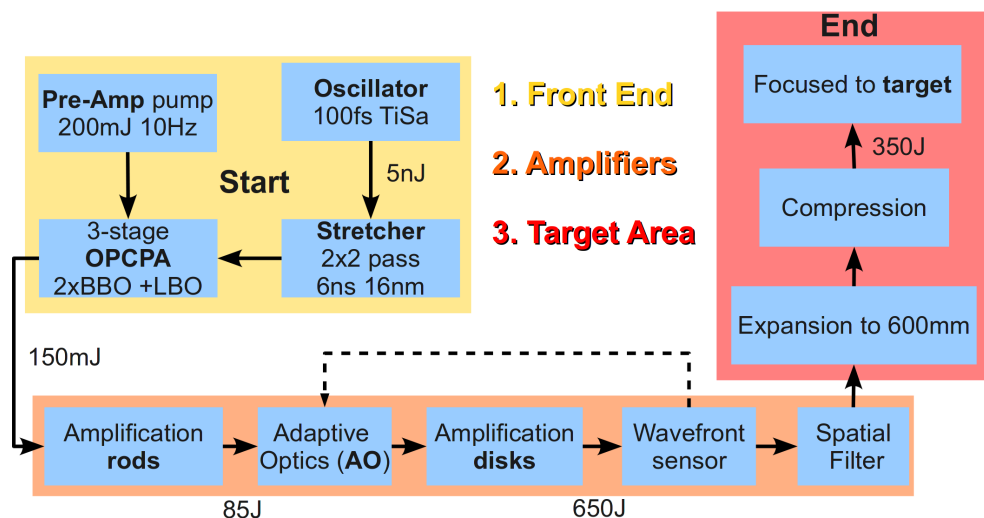 Start
Pre-Amp pump
200mJ 10Hz
Oscillator
100fs TiSa
5nJ
3-stage
OPCPA
2xBBO +LBO
Stretcher
2x2 pass
6ns 16nm
150mJ
1. Front End
2. Amplifiers
3. Target Area
Amplification
rods
Adaptive
Optics (AO)
Amplification
disks
Wavefront
sensor
Spatial
Filter
85J
650J
End
Focused to target
350J
Compression
Expansion to 600mm